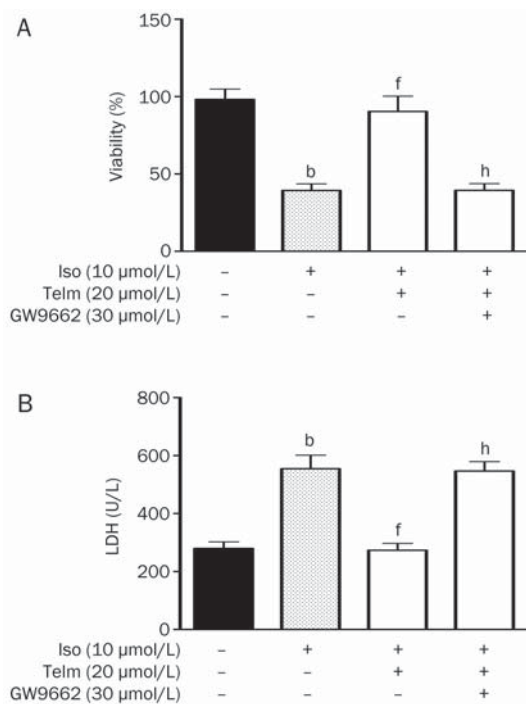 A
150
100
50
0
Viability (%)
b
f
h
Iso (10 μmol/L) – + + +
Telm (20 μmol/L) – – + +
GW9662 (30 μmol/L) – – – +
B
800
600
400
200
0
LDH (U/L)
b
f
h
Iso (10 μmol/L) – + + +
Telm (20 μmol/L) – – + +
GW9662 (30 μmol/L) – – – +